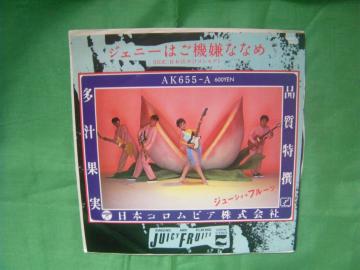 ジェニーはご機嫌ななめ
AK655-A 600YEN
多汁果実
品質特撰
ジューシィ・フルーツ
日本コロムビア株式会社
JUICY FRUITS